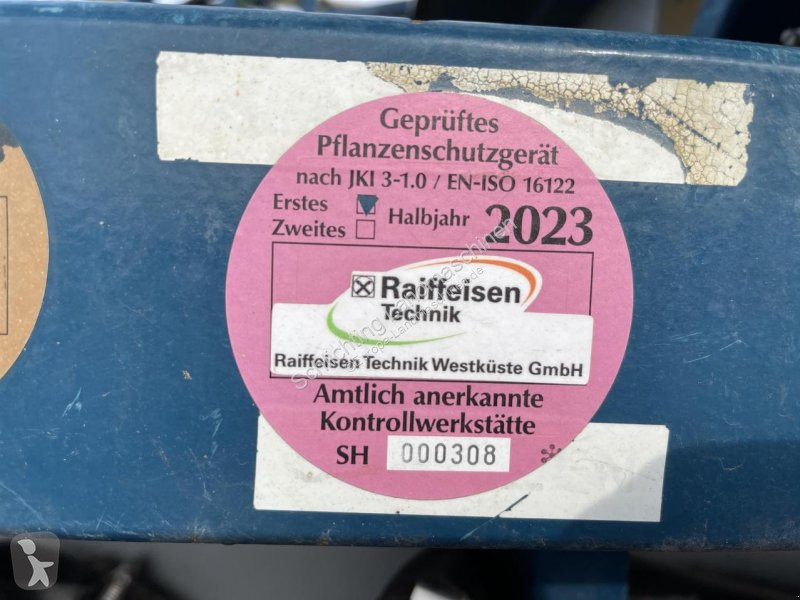 Geprüftes
Pflanzenschutzgerät
nach JKI 3-1.0 / EN-ISO 16122
Erstes Halbjahr 2023
Zweites
Raiffeisen
Technik
Raiffeisen Technik Westküste GmbH
Amtlich anerkannte
Kontrollwerkstätte
SH 000308